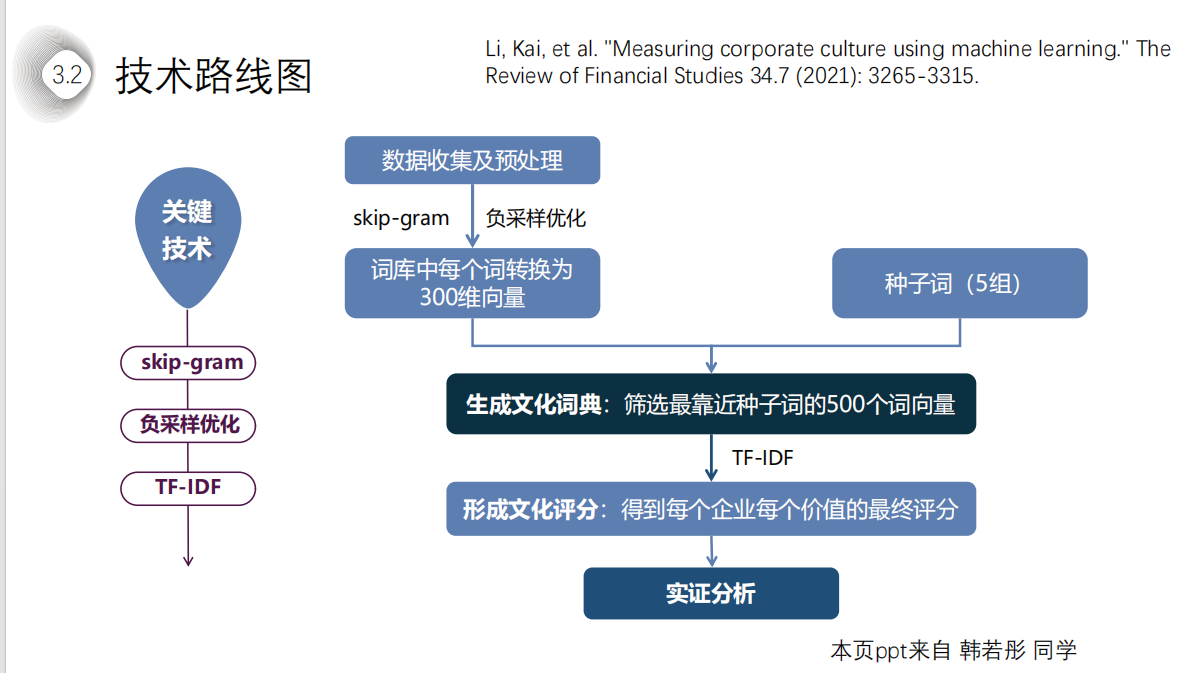 3.2
技术路线图
Li, Kai, et al. "Measuring corporate culture using machine learning." The
Review of Financial Studies 34.7 (2021): 3265-3315.
关键
技术
skip-gram
负采样优化
TF-IDF
数据收集及预处理
skip-gram
负采样优化
词库中每个词转换为
300维向量
种子词（5组）
生成文化词典：筛选最靠近种子词的500个词向量
TF-IDF
形成文化评分：得到每个企业每个价值的最终评分
实证分析
本页ppt来自 韩若彤 同学